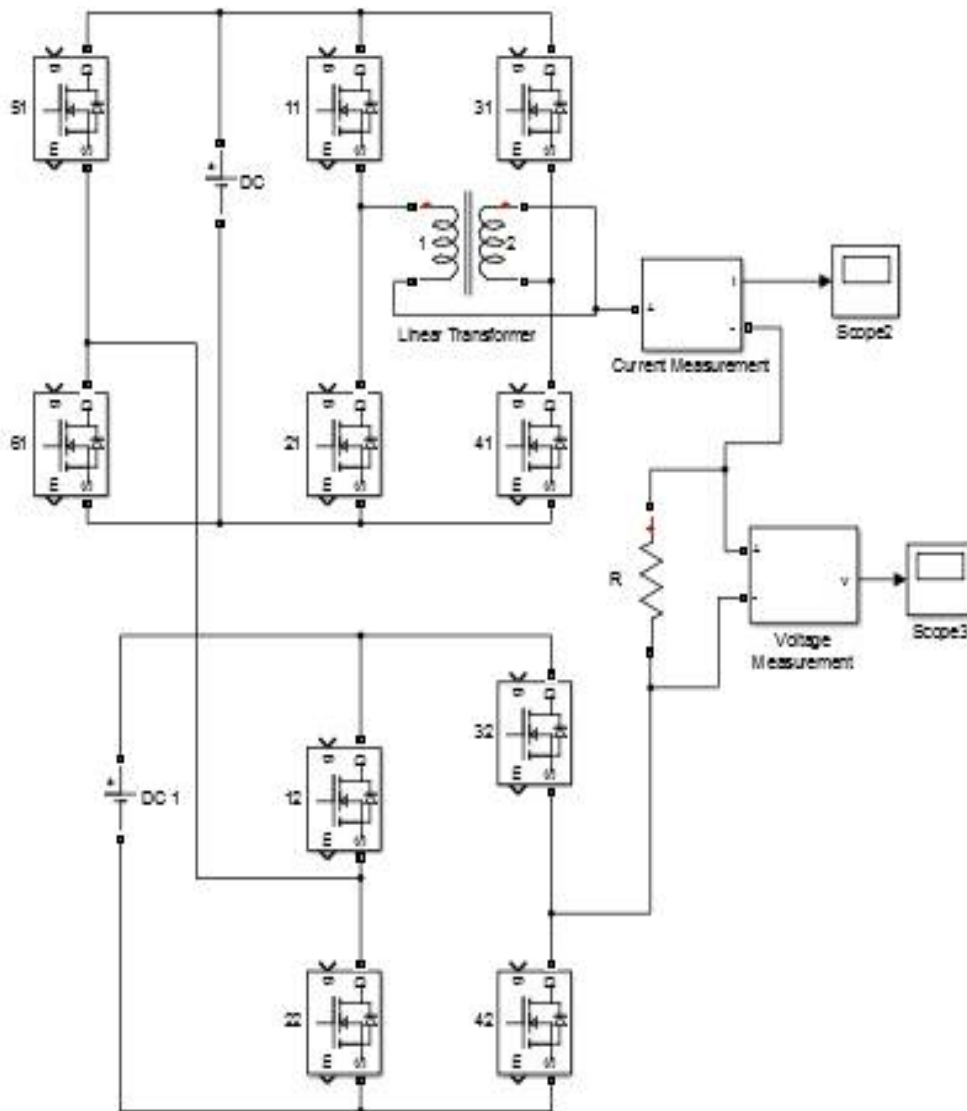 51
11
31
g D
m S
DC
1
2
Linear Transformer
+
i
-
Current Measurement
Scope2
61
21
41
R
+
-
v
Voltage
Measurement
Scope3
32
12
DC 1
22
42